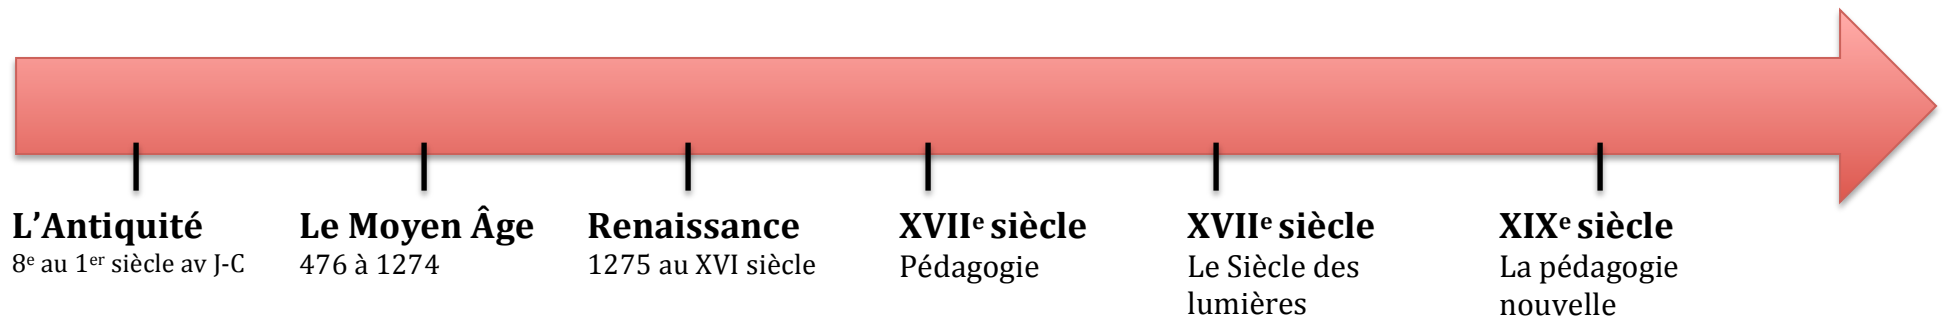 L’Antiquité
8e au 1er siècle av J-C
Le Moyen Âge
476 à 1274
Renaissance
1275 au XVI siècle
XVIIe siècle
Pédagogie
XVIIe siècle
Le Siècle des
lumières
XIXe siècle
La pédagogie
nouvelle